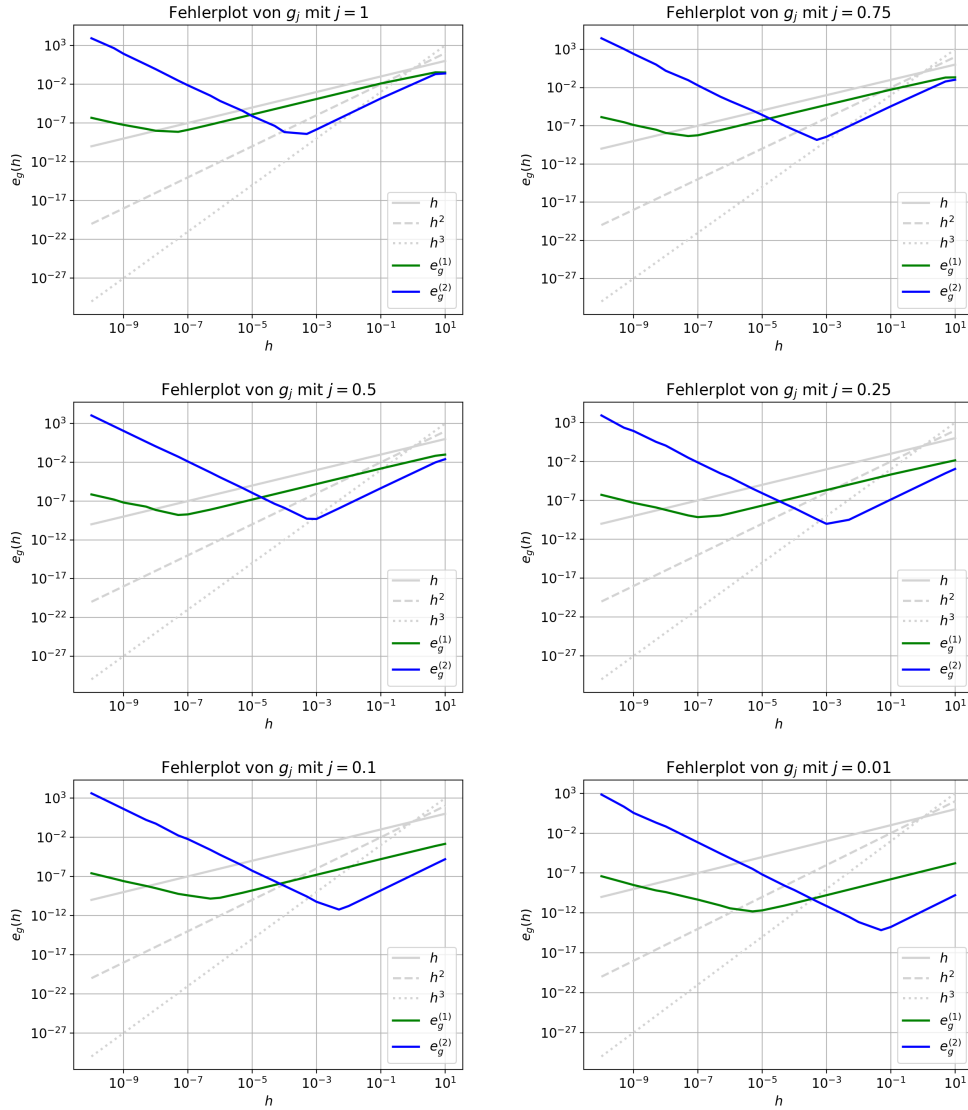 Fehlerplot von g_j mit j = 1
e_g(h)
10^3
10^-2
10^-7
10^-12
10^-17
10^-22
10^-27
h
h^2
h^3
e_g^(1)
e_g^(2)
10^-9 10^-7 10^-5 10^-3 10^-1 10^1
h
Fehlerplot von g_j mit j = 0.75
e_g(h)
10^3
10^-2
10^-7
10^-12
10^-17
10^-22
10^-27
h
h^2
h^3
e_g^(1)
e_g^(2)
10^-9 10^-7 10^-5 10^-3 10^-1 10^1
h
Fehlerplot von g_j mit j = 0.5
e_g(h)
10^3
10^-2
10^-7
10^-12
10^-17
10^-22
10^-27
h
h^2
h^3
e_g^(1)
e_g^(2)
10^-9 10^-7 10^-5 10^-3 10^-1 10^1
h
Fehlerplot von g_j mit j = 0.25
e_g(h)
10^3
10^-2
10^-7
10^-12
10^-17
10^-22
10^-27
h
h^2
h^3
e_g^(1)
e_g^(2)
10^-9 10^-7 10^-5 10^-3 10^-1 10^1
h
Fehlerplot von g_j mit j = 0.1
e_g(h)
10^3
10^-2
10^-7
10^-12
10^-17
10^-22
10^-27
h
h^2
h^3
e_g^(1)
e_g^(2)
10^-9 10^-7 10^-5 10^-3 10^-1 10^1
h
Fehlerplot von g_j mit j = 0.01
e_g(h)
10^3
10^-2
10^-7
10^-12
10^-17
10^-22
10^-27
h
h^2
h^3
e_g^(1)
e_g^(2)
10^-9 10^-7 10^-5 10^-3 10^-1 10^1
h